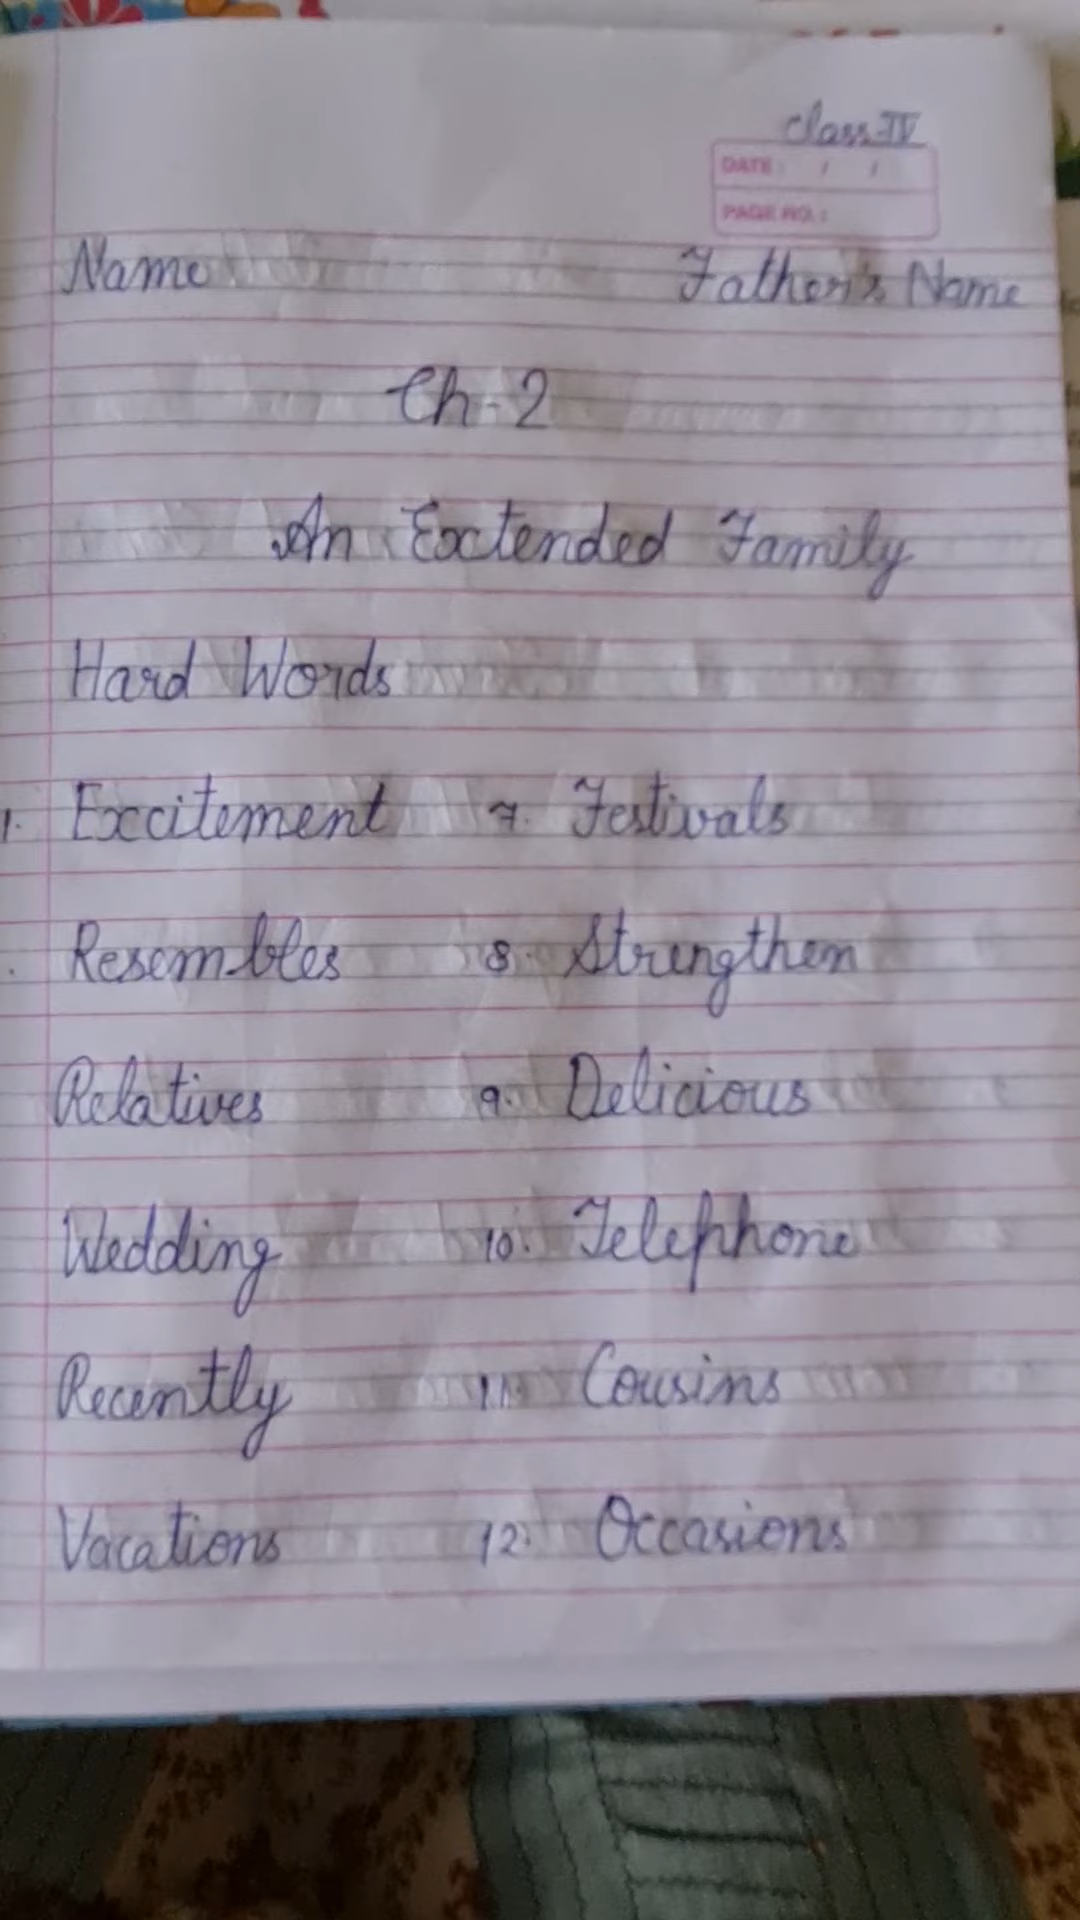 Class-IV
DATE: / /
PAGE NO.:
Name Father's Name
Ch-2
An Extended Family
Hard Words
1. Excitement 7. Festivals
. Resembles 8. Strengthen
Relatives 9. Delicious
Wedding 10. Telephone
Recently 11. Cousins
Vacations 12. Occasions